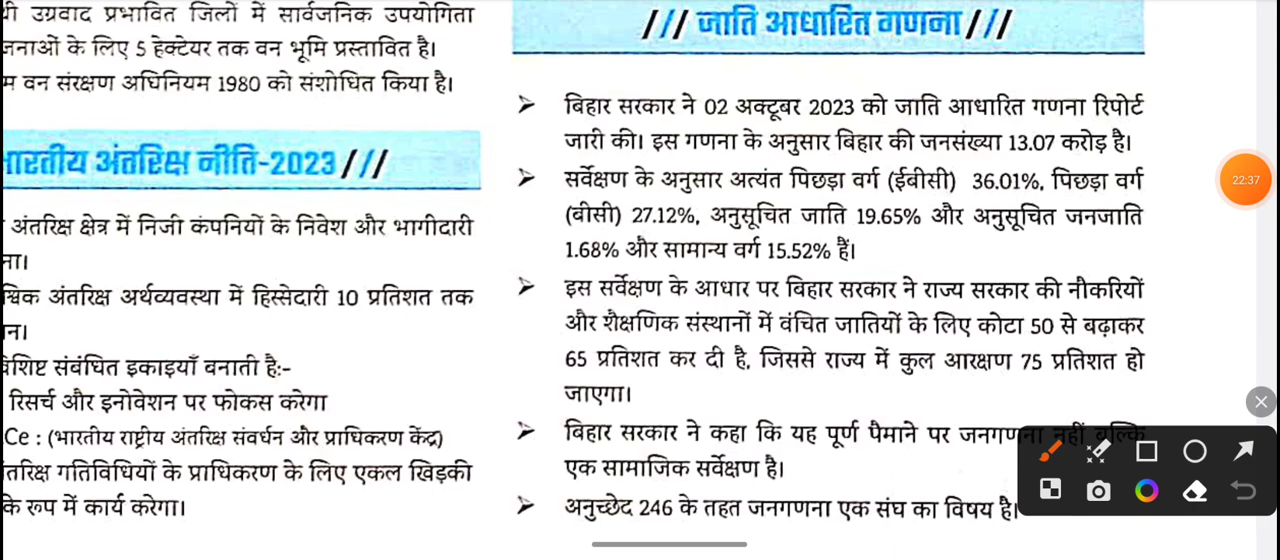 उग्रवाद प्रभावित जिलों में सार्वजनिक उपयोगिता
के लिए 5 हेक्टेयर तक वन भूमि प्रस्तावित है।
वन संरक्षण अधिनियम 1980 को संशोधित किया है।
अंतरिक्ष नीति-2023 ///
अंतरिक्ष क्षेत्र में निजी कंपनियों के निवेश और भागीदारी
अंतरिक्ष अर्थव्यवस्था में हिस्सेदारी 10 प्रतिशत तक
संबंधित इकाइयाँ बनाती है:-
रिसर्च और इनोवेशन पर फोकस करेगा
Ce : (भारतीय राष्ट्रीय अंतरिक्ष संवर्धन और प्राधिकरण केंद्र)
गतिविधियों के प्राधिकरण के लिए एकल खिड़की
के रूप में कार्य करेगा।
/// जाति आधारित गणना ///
➢ बिहार सरकार ने 02 अक्टूबर 2023 को जाति आधारित गणना रिपोर्ट
जारी की। इस गणना के अनुसार बिहार की जनसंख्या 13.07 करोड़ है।
➢ सर्वेक्षण के अनुसार अत्यंत पिछड़ा वर्ग (ईबीसी) 36.01%, पिछड़ा वर्ग
(बीसी) 27.12%, अनुसूचित जाति 19.65% और अनुसूचित जनजाति
1.68% और सामान्य वर्ग 15.52% हैं।
➢ इस सर्वेक्षण के आधार पर बिहार सरकार ने राज्य सरकार की नौकरियों
और शैक्षणिक संस्थानों में वंचित जातियों के लिए कोटा 50 से बढ़ाकर
65 प्रतिशत कर दी है, जिससे राज्य में कुल आरक्षण 75 प्रतिशत हो
जाएगा।
➢ बिहार सरकार ने कहा कि यह पूर्ण पैमाने पर जनगणना नहीं बल्कि
एक सामाजिक सर्वेक्षण है।
➢ अनुच्छेद 246 के तहत जनगणना एक संघ का विषय है।
22:37